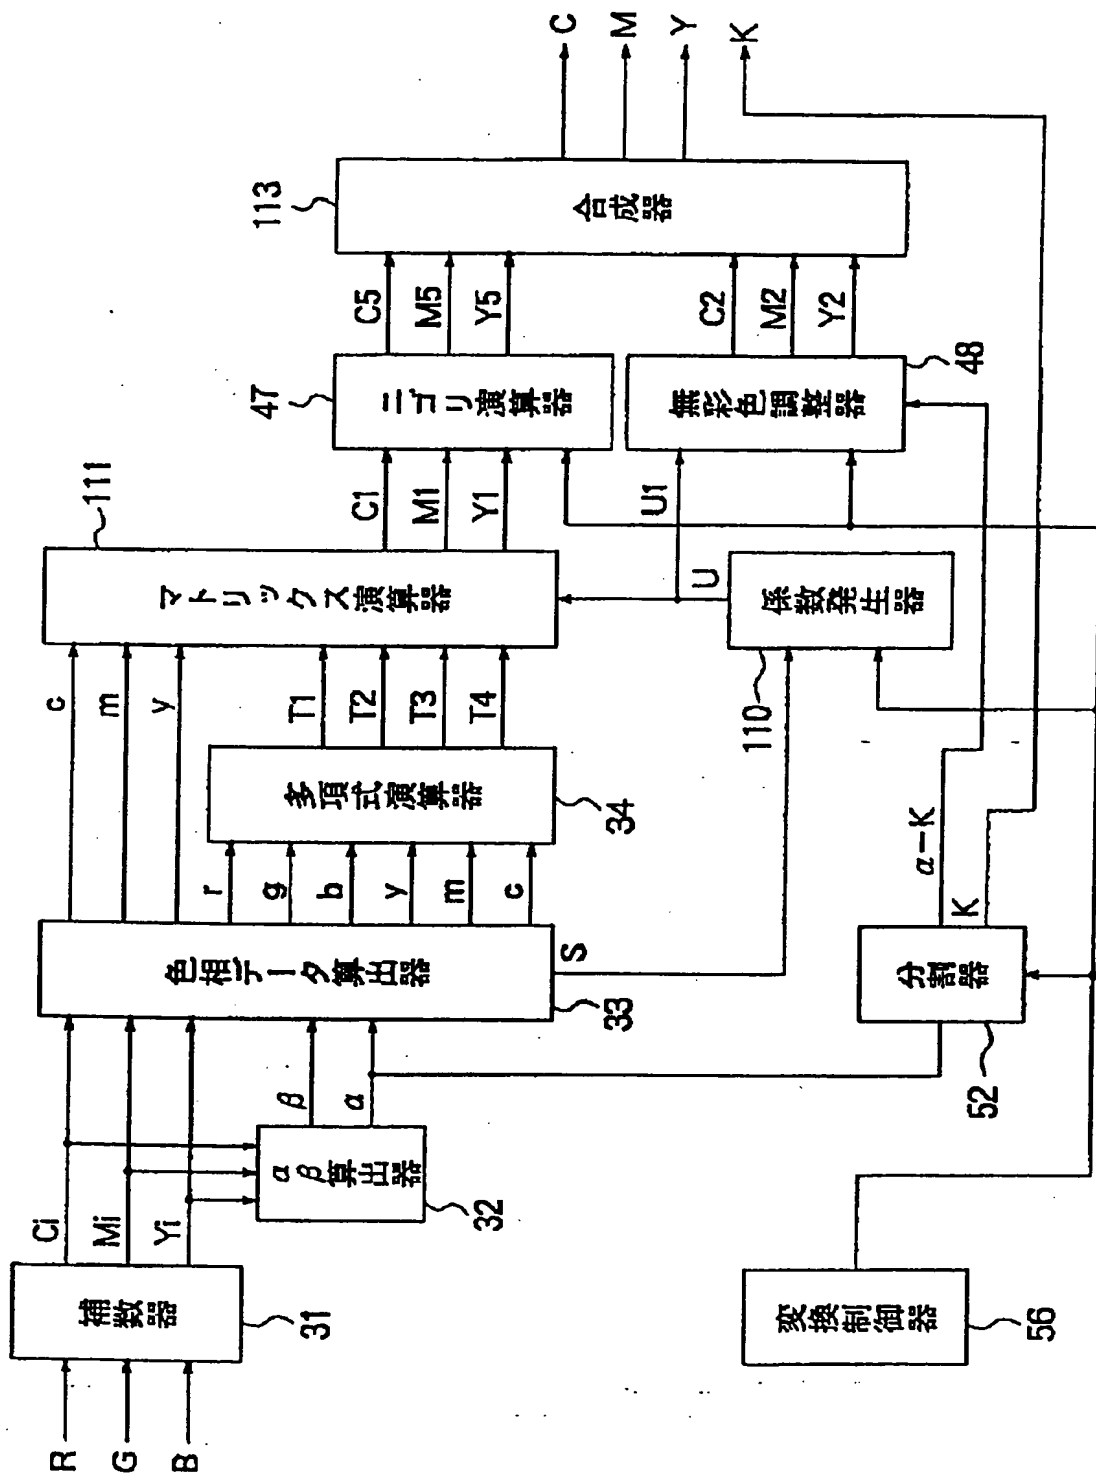 R
G
B
補数器
31
Ci
Mi
Yi
αβ算出器
32
β
α
色相データ算出器
33
S
c
m
y
r
g
b
y
m
c
多項式演算器
34
T1
T2
T3
T4
マトリックス演算器
111
C1
M1
Y1
ニゴリ演算器
47
C5
M5
Y5
合成器
113
C
M
Y
K
変換制御器
56
分割器
52
α−K
K
係数発生器
110
U
U1
無彩色調整器
48
C2
M2
Y2